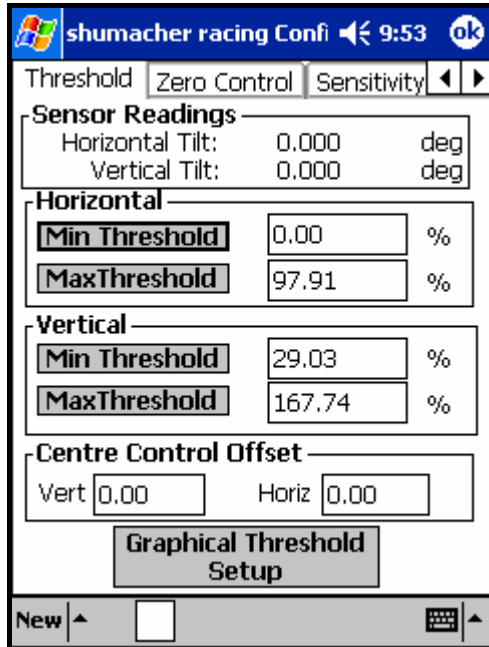 shumacher racing Confi 9:53 ok
Threshold Zero Control Sensitivity
Sensor Readings
Horizontal Tilt: 0.000 deg
Vertical Tilt: 0.000 deg
Horizontal
Min Threshold 0.00 %
MaxThreshold 97.91 %
Vertical
Min Threshold 29.03 %
MaxThreshold 167.74 %
Centre Control Offset
Vert 0.00 Horiz 0.00
Graphical Threshold
Setup
New